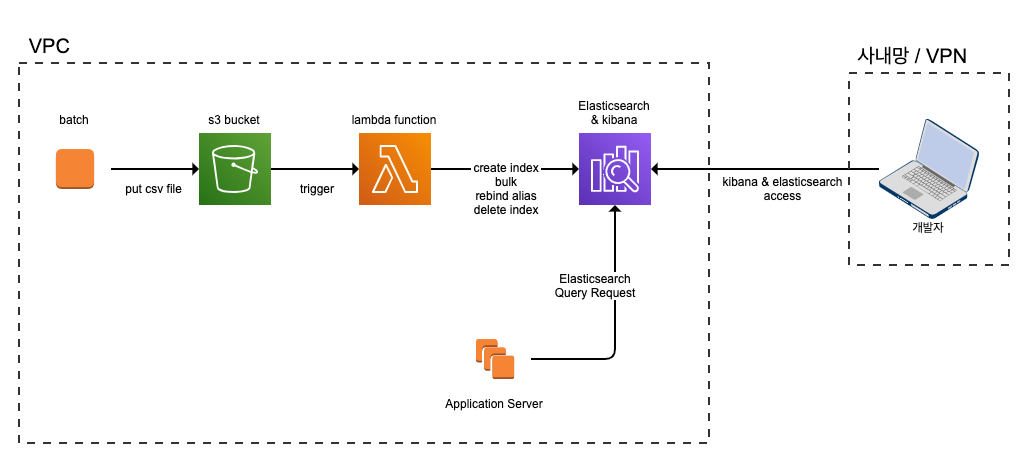 VPC
사내망 / VPN
batch
s3 bucket
lambda function
Elasticsearch
& kibana
put csv file
trigger
create index
bulk
rebind alias
delete index
kibana & elasticsearch
access
개발자
Elasticsearch
Query Request
Application Server